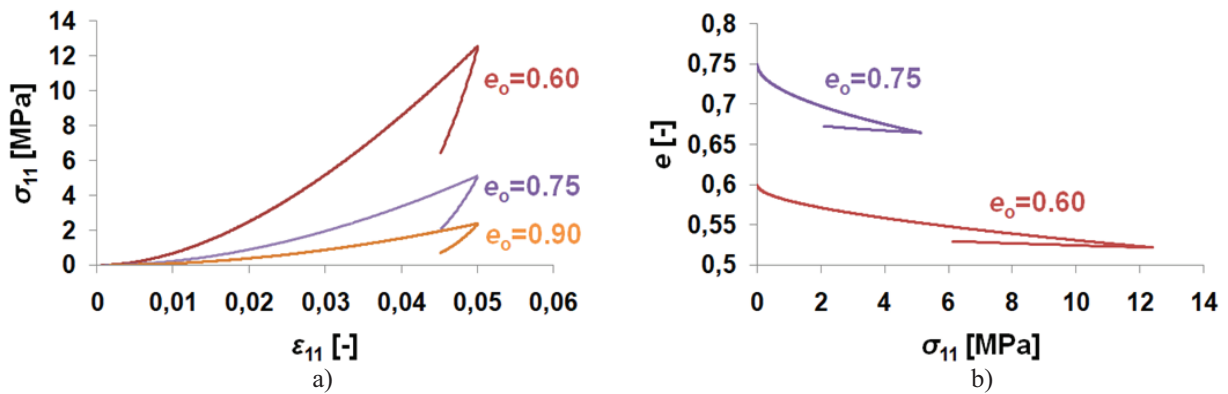 14
12
10
8
6
4
2
0
σ11 [MPa]
eo=0.60
eo=0.75
eo=0.90
0 0,01 0,02 0,03 0,04 0,05 0,06
ε11 [-]
a)
0,8
0,75
0,7
0,65
0,6
0,55
0,5
e [-]
eo=0.75
eo=0.60
0 2 4 6 8 10 12 14
σ11 [MPa]
b)